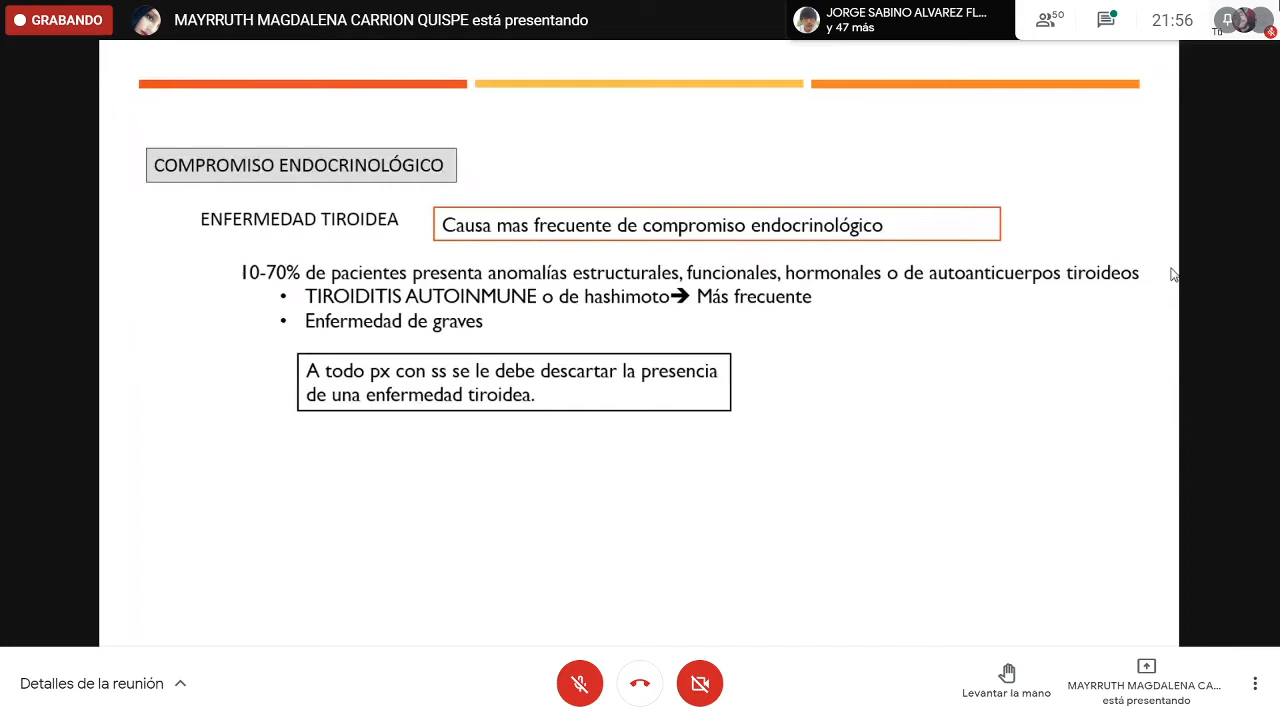 GRABANDO
MAYRRUTH MAGDALENA CARRION QUISPE está presentando
JORGE SABINO ALVAREZ FL...
y 47 más
50
21:56
Tú
COMPROMISO ENDOCRINOLÓGICO
ENFERMEDAD TIROIDEA
Causa mas frecuente de compromiso endocrinológico
10-70% de pacientes presenta anomalías estructurales, funcionales, hormonales o de autoanticuerpos tiroideos
• TIROIDITIS AUTOINMUNE o de hashimoto➔ Más frecuente
• Enfermedad de graves
A todo px con ss se le debe descartar la presencia
de una enfermedad tiroidea.
Detalles de la reunión
Levantar la mano
MAYRRUTH MAGDALENA CA...
está presentando